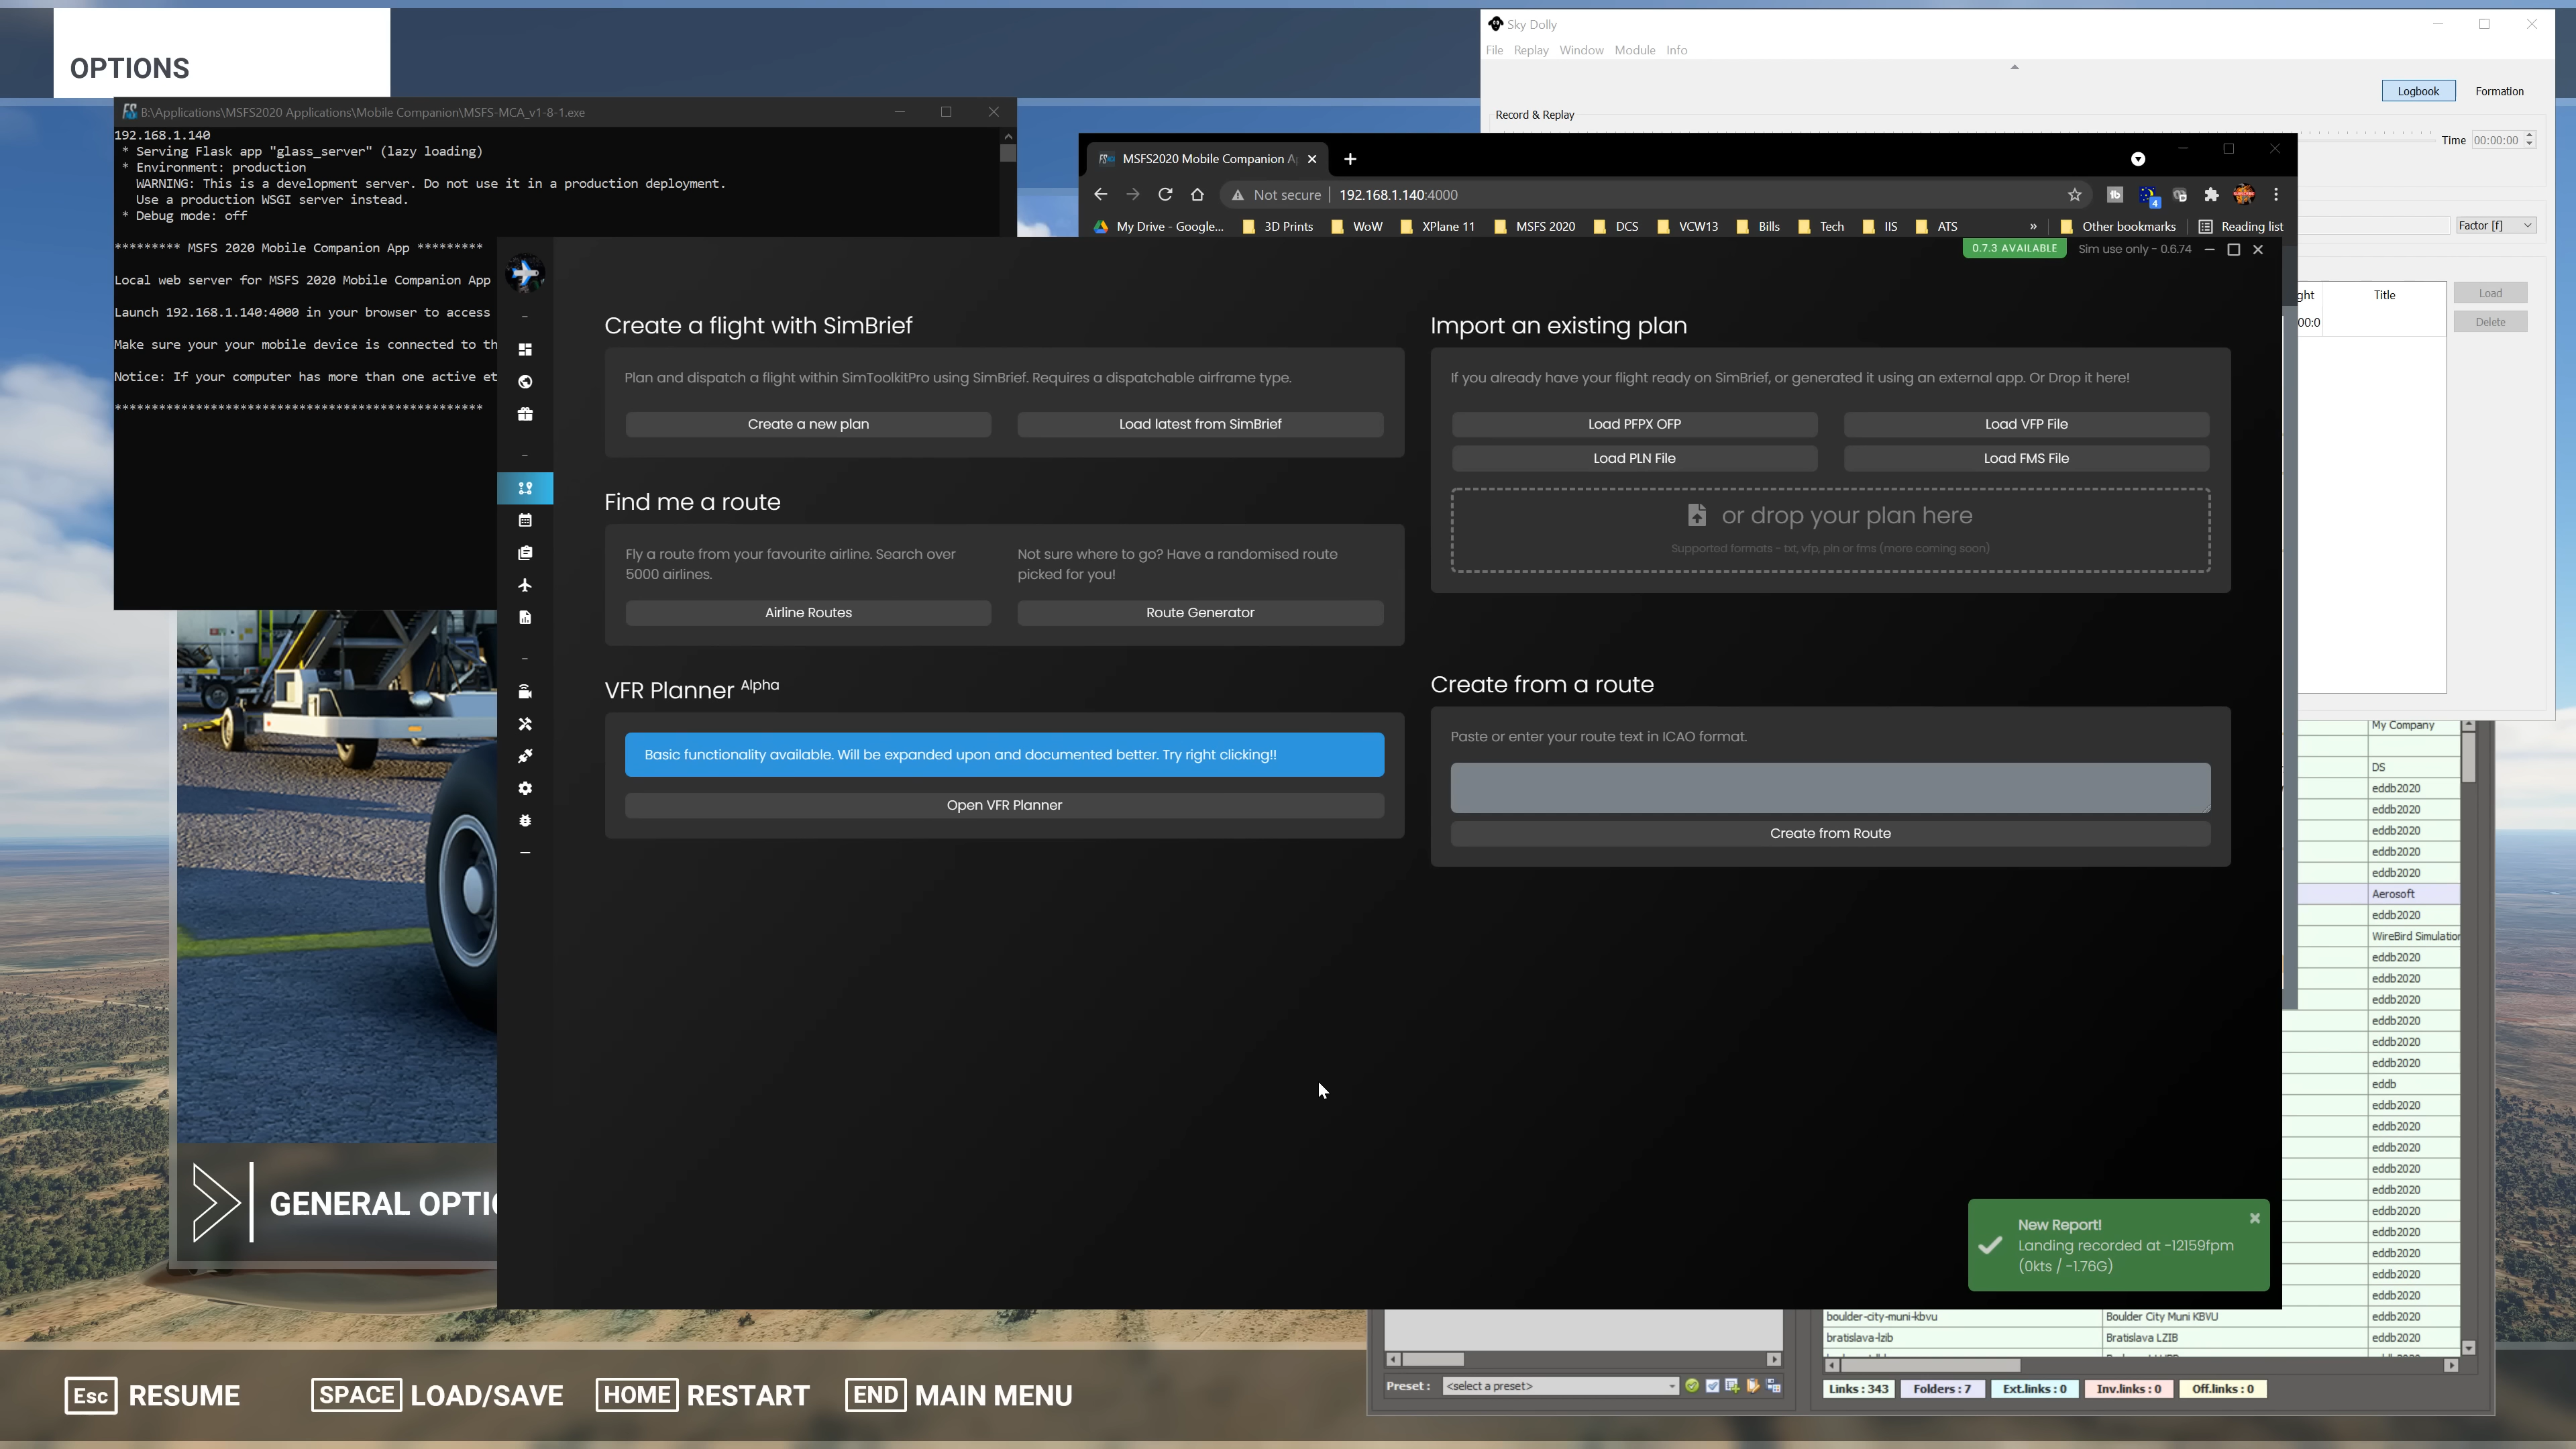 OPTIONS
B:\Applications\MSFS2020 Applications\Mobile Companion\MSFS-MCA_v1-8-1.exe
192.168.1.140
* Serving Flask app "glass_server" (lazy loading)
* Environment: production
WARNING: This is a development server. Do not use it in a production deployment.
Use a production WSGI server instead.
* Debug mode: off
********* MSFS 2020 Mobile Companion App *********
Local web server for MSFS 2020 Mobile Companion App
Launch 192.168.1.140:4000 in your browser to access
Make sure your your mobile device is connected to th
Notice: If your computer has more than one active et
**************************************************
Sky Dolly
File Replay Window Module Info
Logbook Formation
Record & Replay
Time 00:00:00
Factor [f]
ght Title
00:0
Load
Delete
MSFS2020 Mobile Companion A
Not secure 192.168.1.140:4000
4
My Drive - Google... 3D Prints WoW XPlane 11 MSFS 2020 DCS VCW13 Bills Tech IIS ATS » Other bookmarks Reading list
0.7.3 AVAILABLE Sim use only - 0.6.74
Create a flight with SimBrief
Plan and dispatch a flight within SimToolkitPro using SimBrief. Requires a dispatchable airframe type.
Create a new plan Load latest from SimBrief
Find me a route
Fly a route from your favourite airline. Search over
5000 airlines.
Not sure where to go? Have a randomised route
picked for you!
Airline Routes Route Generator
VFR Planner Alpha
Basic functionality available. Will be expanded upon and documented better. Try right clicking!!
Open VFR Planner
Import an existing plan
If you already have your flight ready on SimBrief, or generated it using an external app. Or Drop it here!
Load PFPX OFP Load VFP File
Load PLN File Load FMS File
or drop your plan here
Supported formats - txt, vfp, pln or fms (more coming soon)
Create from a route
Paste or enter your route text in ICAO format.
Create from Route
New Report!
Landing recorded at -12159fpm
(0kts / -1.76G)
My Company
DS
eddb2020
eddb2020
eddb2020
eddb2020
eddb2020
Aerosoft
eddb2020
WireBird Simulation
eddb2020
eddb2020
eddb2020
eddb2020
eddb2020
eddb2020
eddb
eddb2020
eddb2020
eddb2020
eddb2020
eddb2020
eddb2020
eddb2020
eddb2020
eddb2020
eddb2020
boulder-city-muni-kbvu Boulder City Muni KBVU eddb2020
bratislava-lzib Bratislava LZIB eddb2020
Preset : <select a preset>
Links : 343 Folders : 7 Ext.links : 0 Inv.links : 0 Off.links : 0
GENERAL OPTIO
Esc RESUME SPACE LOAD/SAVE HOME RESTART END MAIN MENU